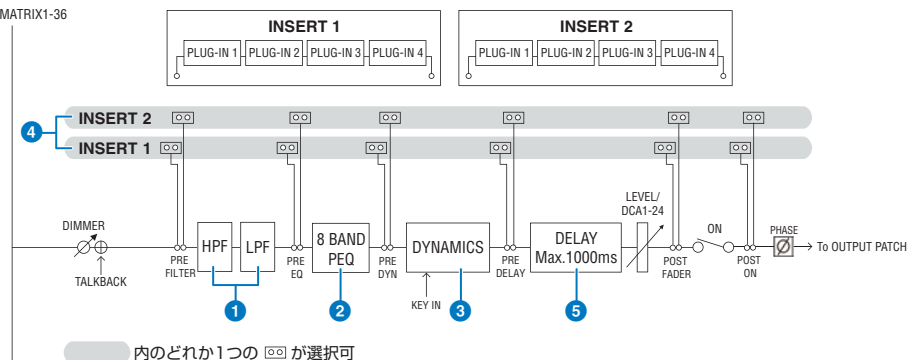 MATRIX1-36
INSERT 1
INSERT 2
PLUG-IN 1 PLUG-IN 2 PLUG-IN 3 PLUG-IN 4
PLUG-IN 1 PLUG-IN 2 PLUG-IN 3 PLUG-IN 4
4
INSERT 2
INSERT 1
DIMMER
TALKBACK
PRE
FILTER
HPF
LPF
1
PRE
EQ
8 BAND
PEQ
2
PRE
DYN
DYNAMICS
KEY IN
3
PRE
DELAY
DELAY
Max.1000ms
5
LEVEL/
DCA1-24
POST
FADER
ON
POST
ON
PHASE
Ø
To OUTPUT PATCH
内のどれか1つの が選択可